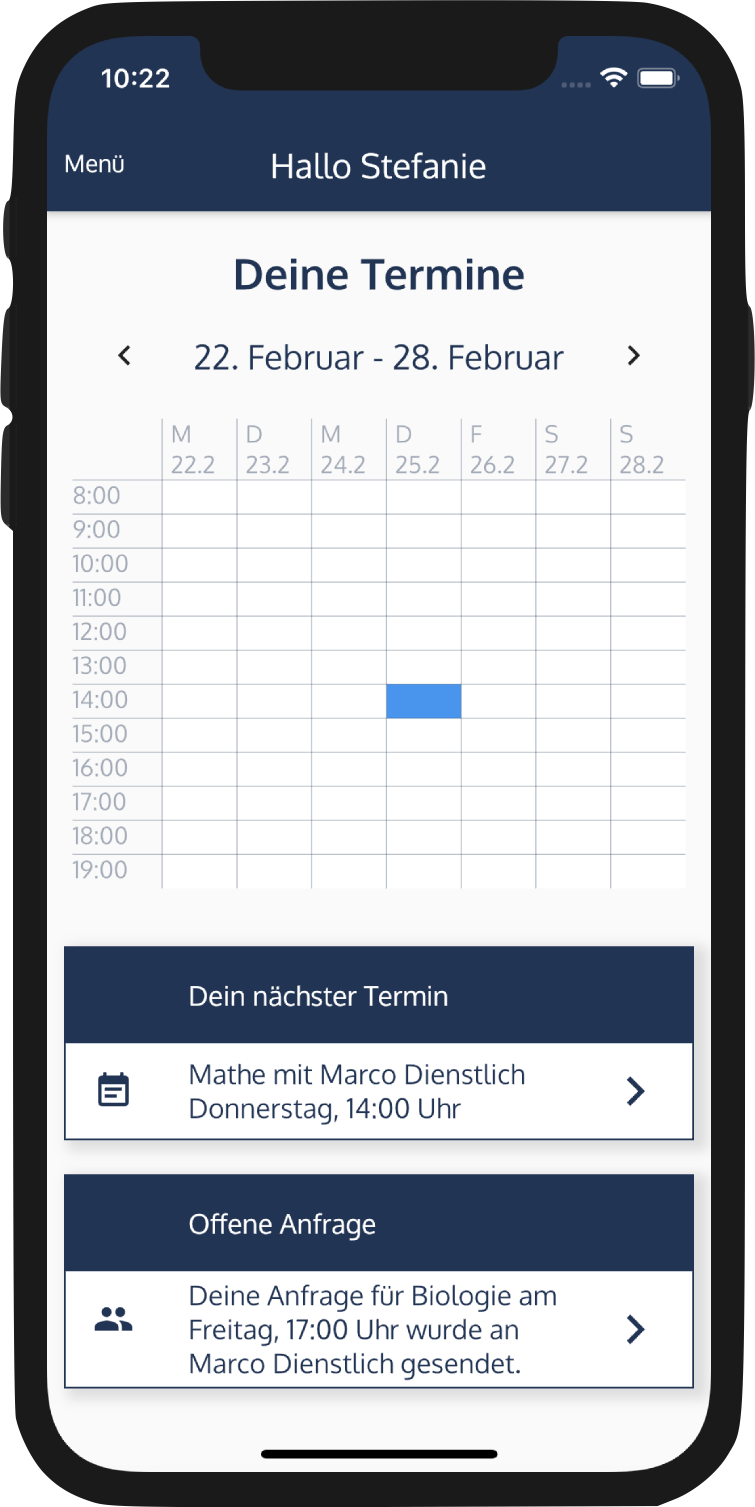 10:22
Menü
Hallo Stefanie
Deine Termine
22. Februar - 28. Februar
M D M D F S S
22.2 23.2 24.2 25.2 26.2 27.2 28.2
8:00
9:00
10:00
11:00
12:00
13:00
14:00
15:00
16:00
17:00
18:00
19:00
Dein nächster Termin
Mathe mit Marco Dienstlich
Donnerstag, 14:00 Uhr
Offene Anfrage
Deine Anfrage für Biologie am
Freitag, 17:00 Uhr wurde an
Marco Dienstlich gesendet.